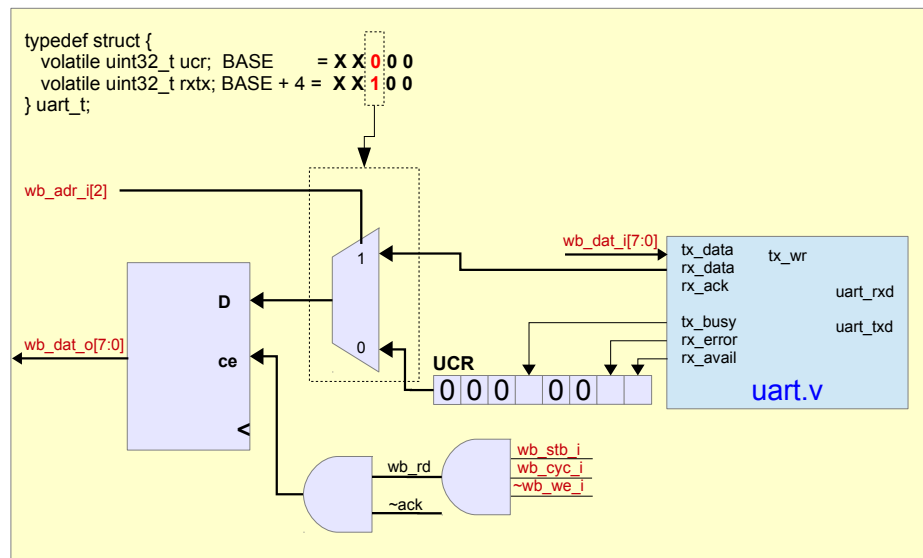 typedef struct {
volatile uint32_t ucr; BASE = X X 0 0 0
volatile uint32_t rxtx; BASE + 4 = X X 1 0 0
} uart_t;
wb_adr_i[2]
1
wb_dat_i[7:0]
tx_data
tx_wr
rx_data
rx_ack
uart_rxd
D
tx_busy
uart_txd
rx_error
0
wb_dat_o[7:0]
ce
rx_avail
UCR
0 0 0 0 0
uart.v
<
wb_stb_i
wb_rd
wb_cyc_i
~wb_we_i
~ack